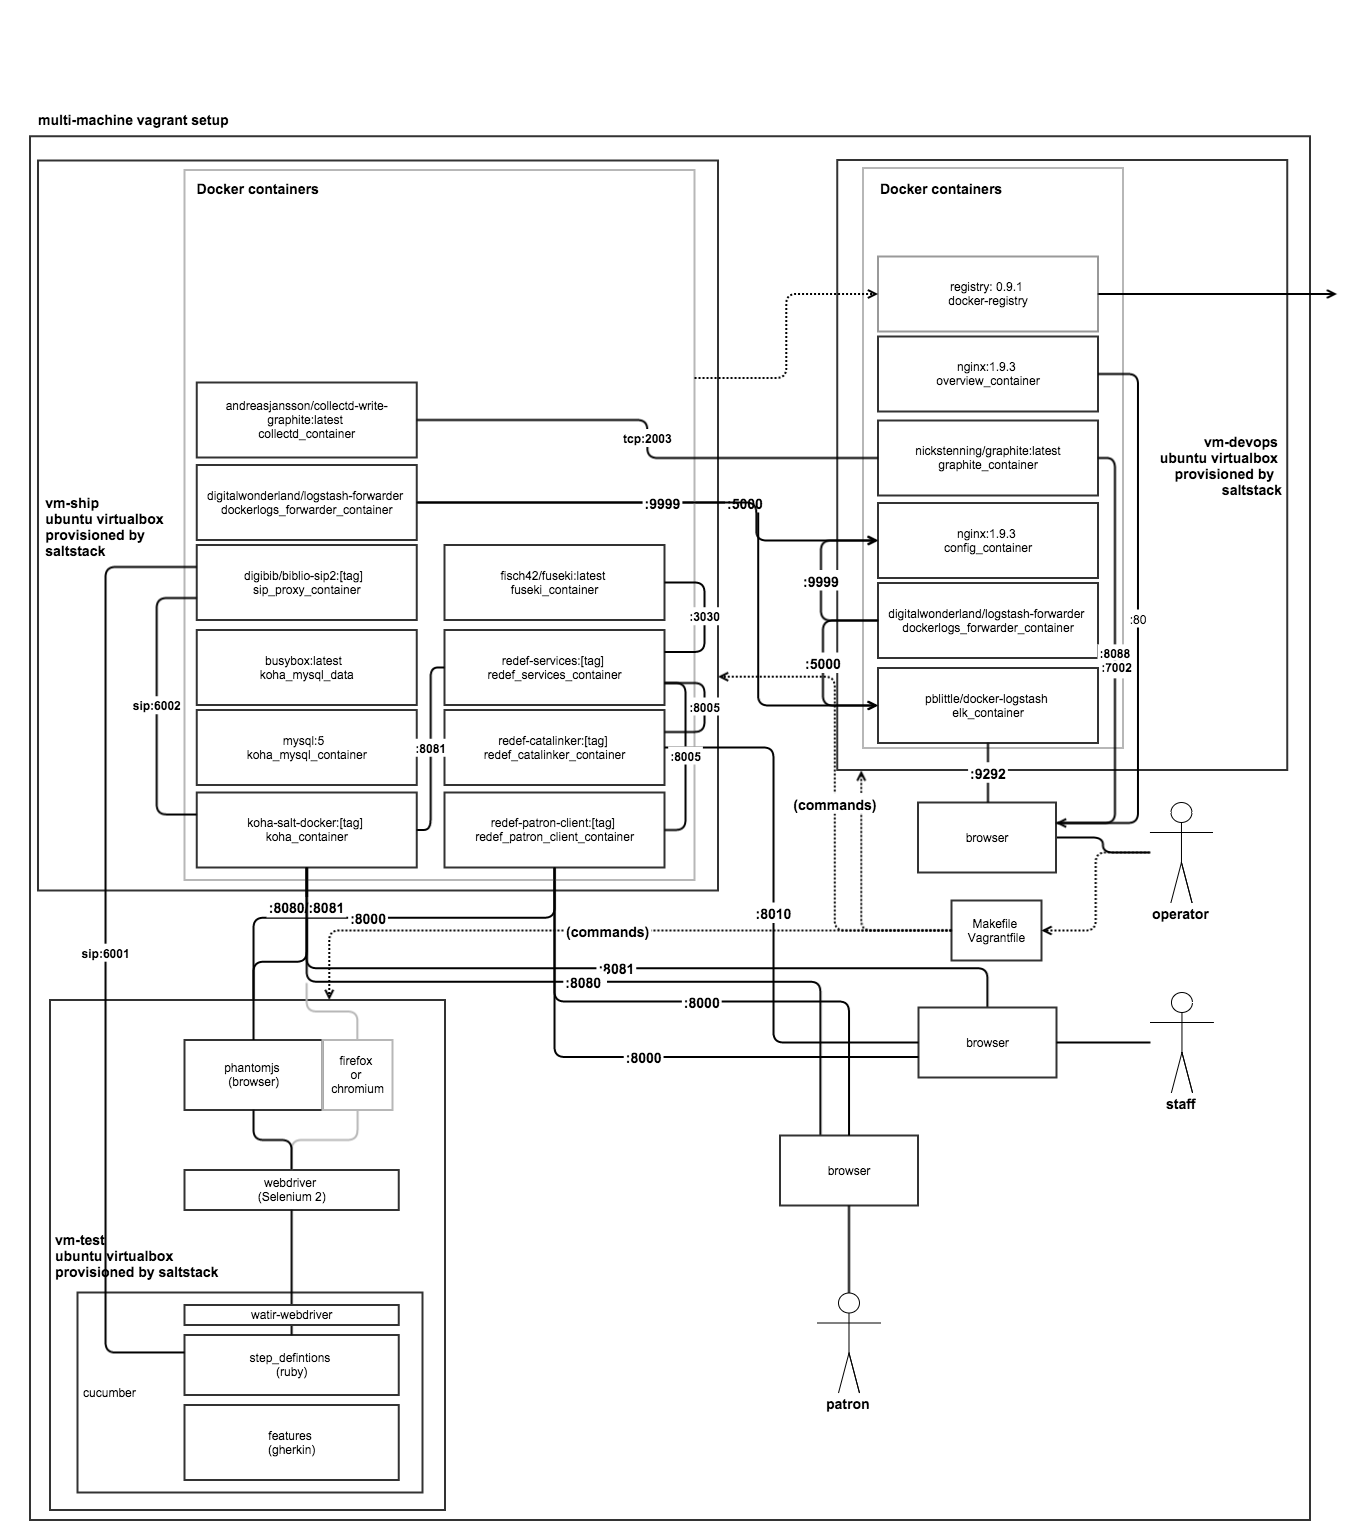 multi-machine vagrant setup
Docker containers
Docker containers
registry: 0.9.1
docker-registry
nginx:1.9.3
overview_container
andreasjansson/collectd-write-
graphite:latest
collectd_container
tcp:2003
nickstenning/graphite:latest
graphite_container
vm-devops
ubuntu virtualbox
provisioned by
saltstack
vm-ship
ubuntu virtualbox
provisioned by
saltstack
digitalwonderland/logstash-forwarder
dockerlogs_forwarder_container
:9999
:5000
nginx:1.9.3
config_container
digibib/biblio-sip2:[tag]
sip_proxy_container
fisch42/fuseki:latest
fuseki_container
:9999
:3030
digitalwonderland/logstash-forwarder
dockerlogs_forwarder_container
:80
busybox:latest
koha_mysql_data
redef-services:[tag]
redef_services_container
:5000
:8088
:7002
sip:6002
:8005
pblittle/docker-logstash
elk_container
mysql:5
koha_mysql_container
:8081
redef-catalinker:[tag]
redef_catalinker_container
:8005
:9292
(commands)
koha-salt-docker:[tag]
koha_container
redef-patron-client:[tag]
redef_patron_client_container
browser
operator
:8080/:8081
:8000
:8010
(commands)
Makefile
Vagrantfile
sip:6001
:8081
:8080
:8000
:8000
browser
staff
phantomjs
(browser)
firefox
or
chromium
webdriver
(Selenium 2)
browser
vm-test
ubuntu virtualbox
provisioned by saltstack
watir-webdriver
step_defintions
(ruby)
cucumber
features
(gherkin)
patron